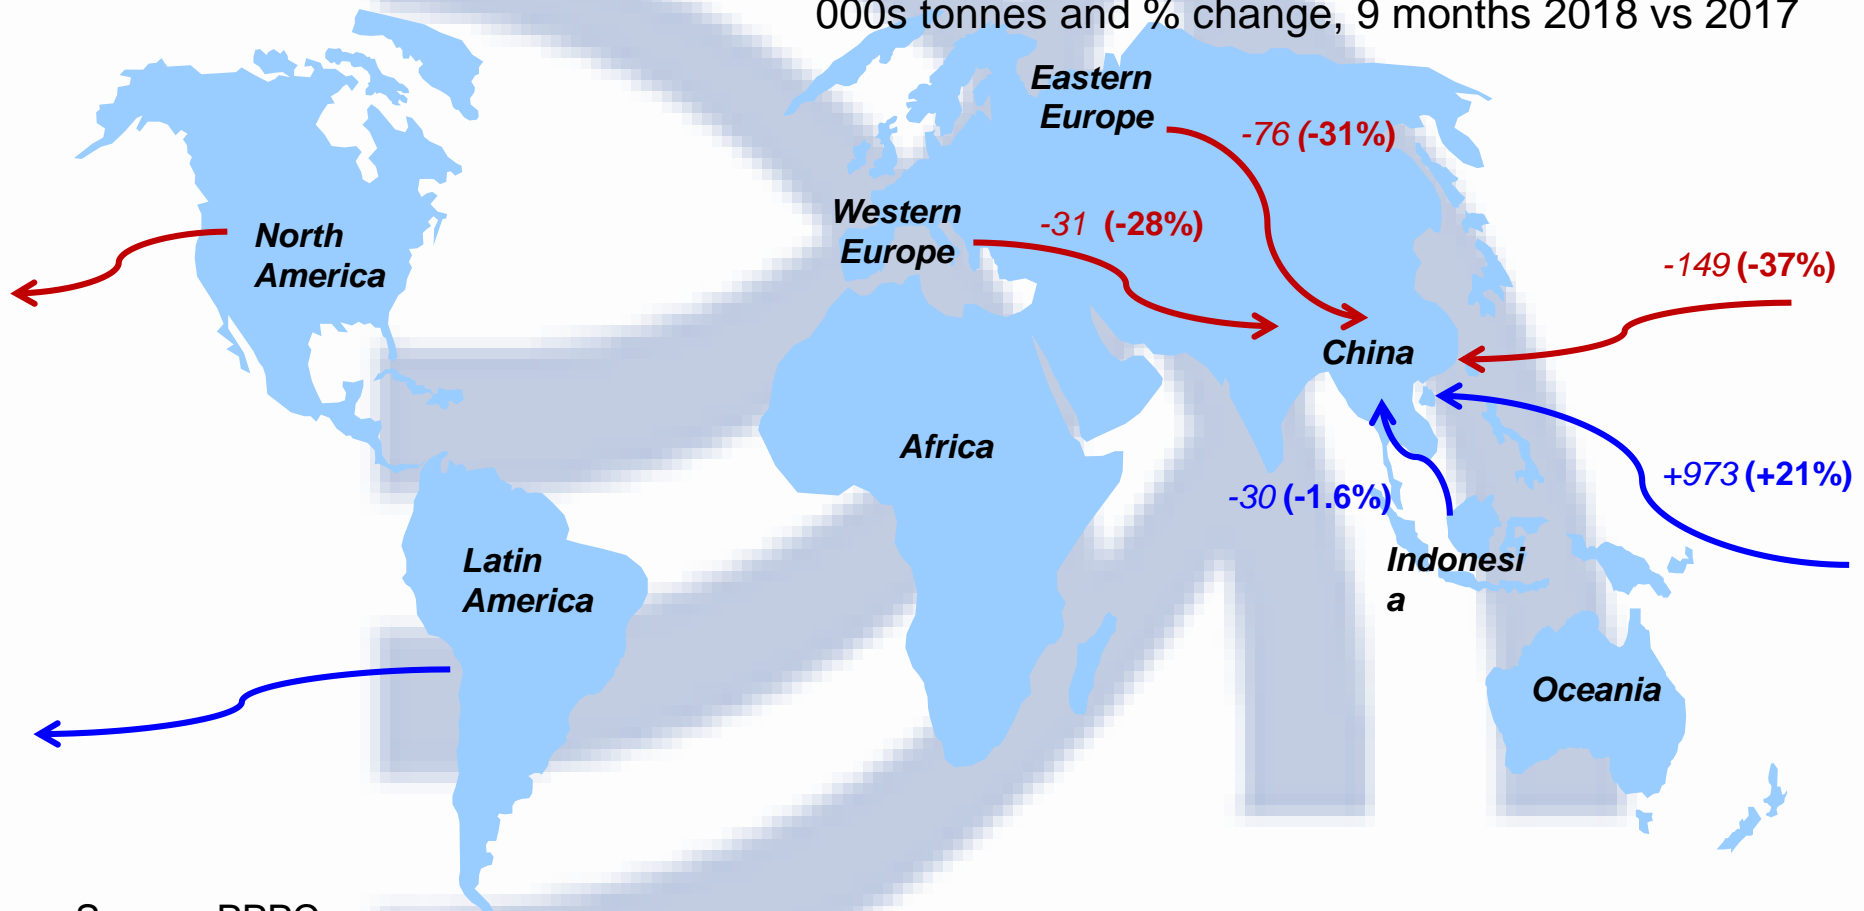 000s tonnes and % change, 9 months 2018 vs 2017
Eastern
Europe
-76 (-31%)
Western
Europe
-31 (-28%)
North
America
-149 (-37%)
China
Africa
+973 (+21%)
-30 (-1.6%)
Latin
America
Indonesi
a
Oceania